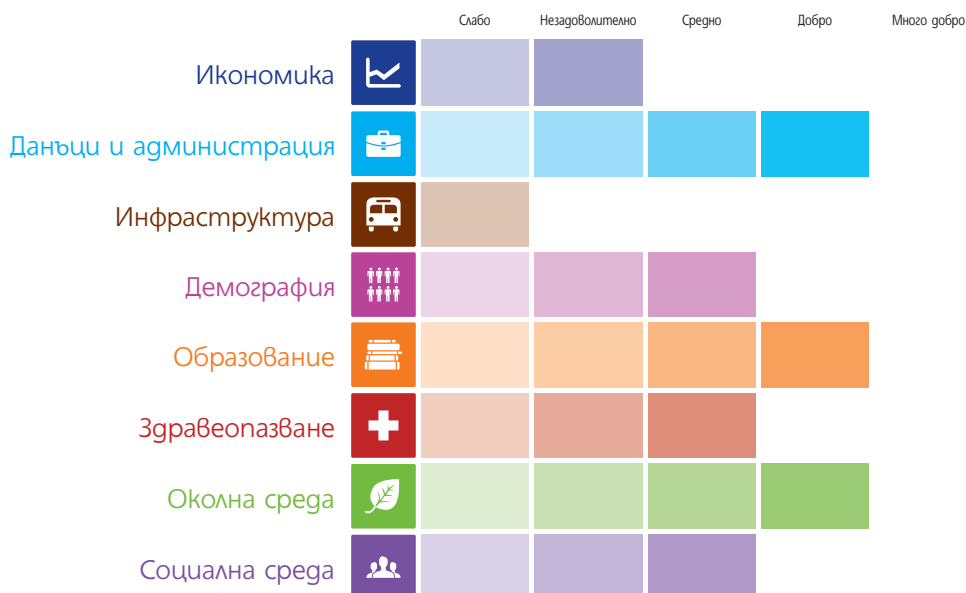 Слабо Незадоволително Средно Добро Много добро
Икономика
Данъци и администрация
Инфраструктура
Демография
Образование
Здравеопазване
Околна среда
Социална среда